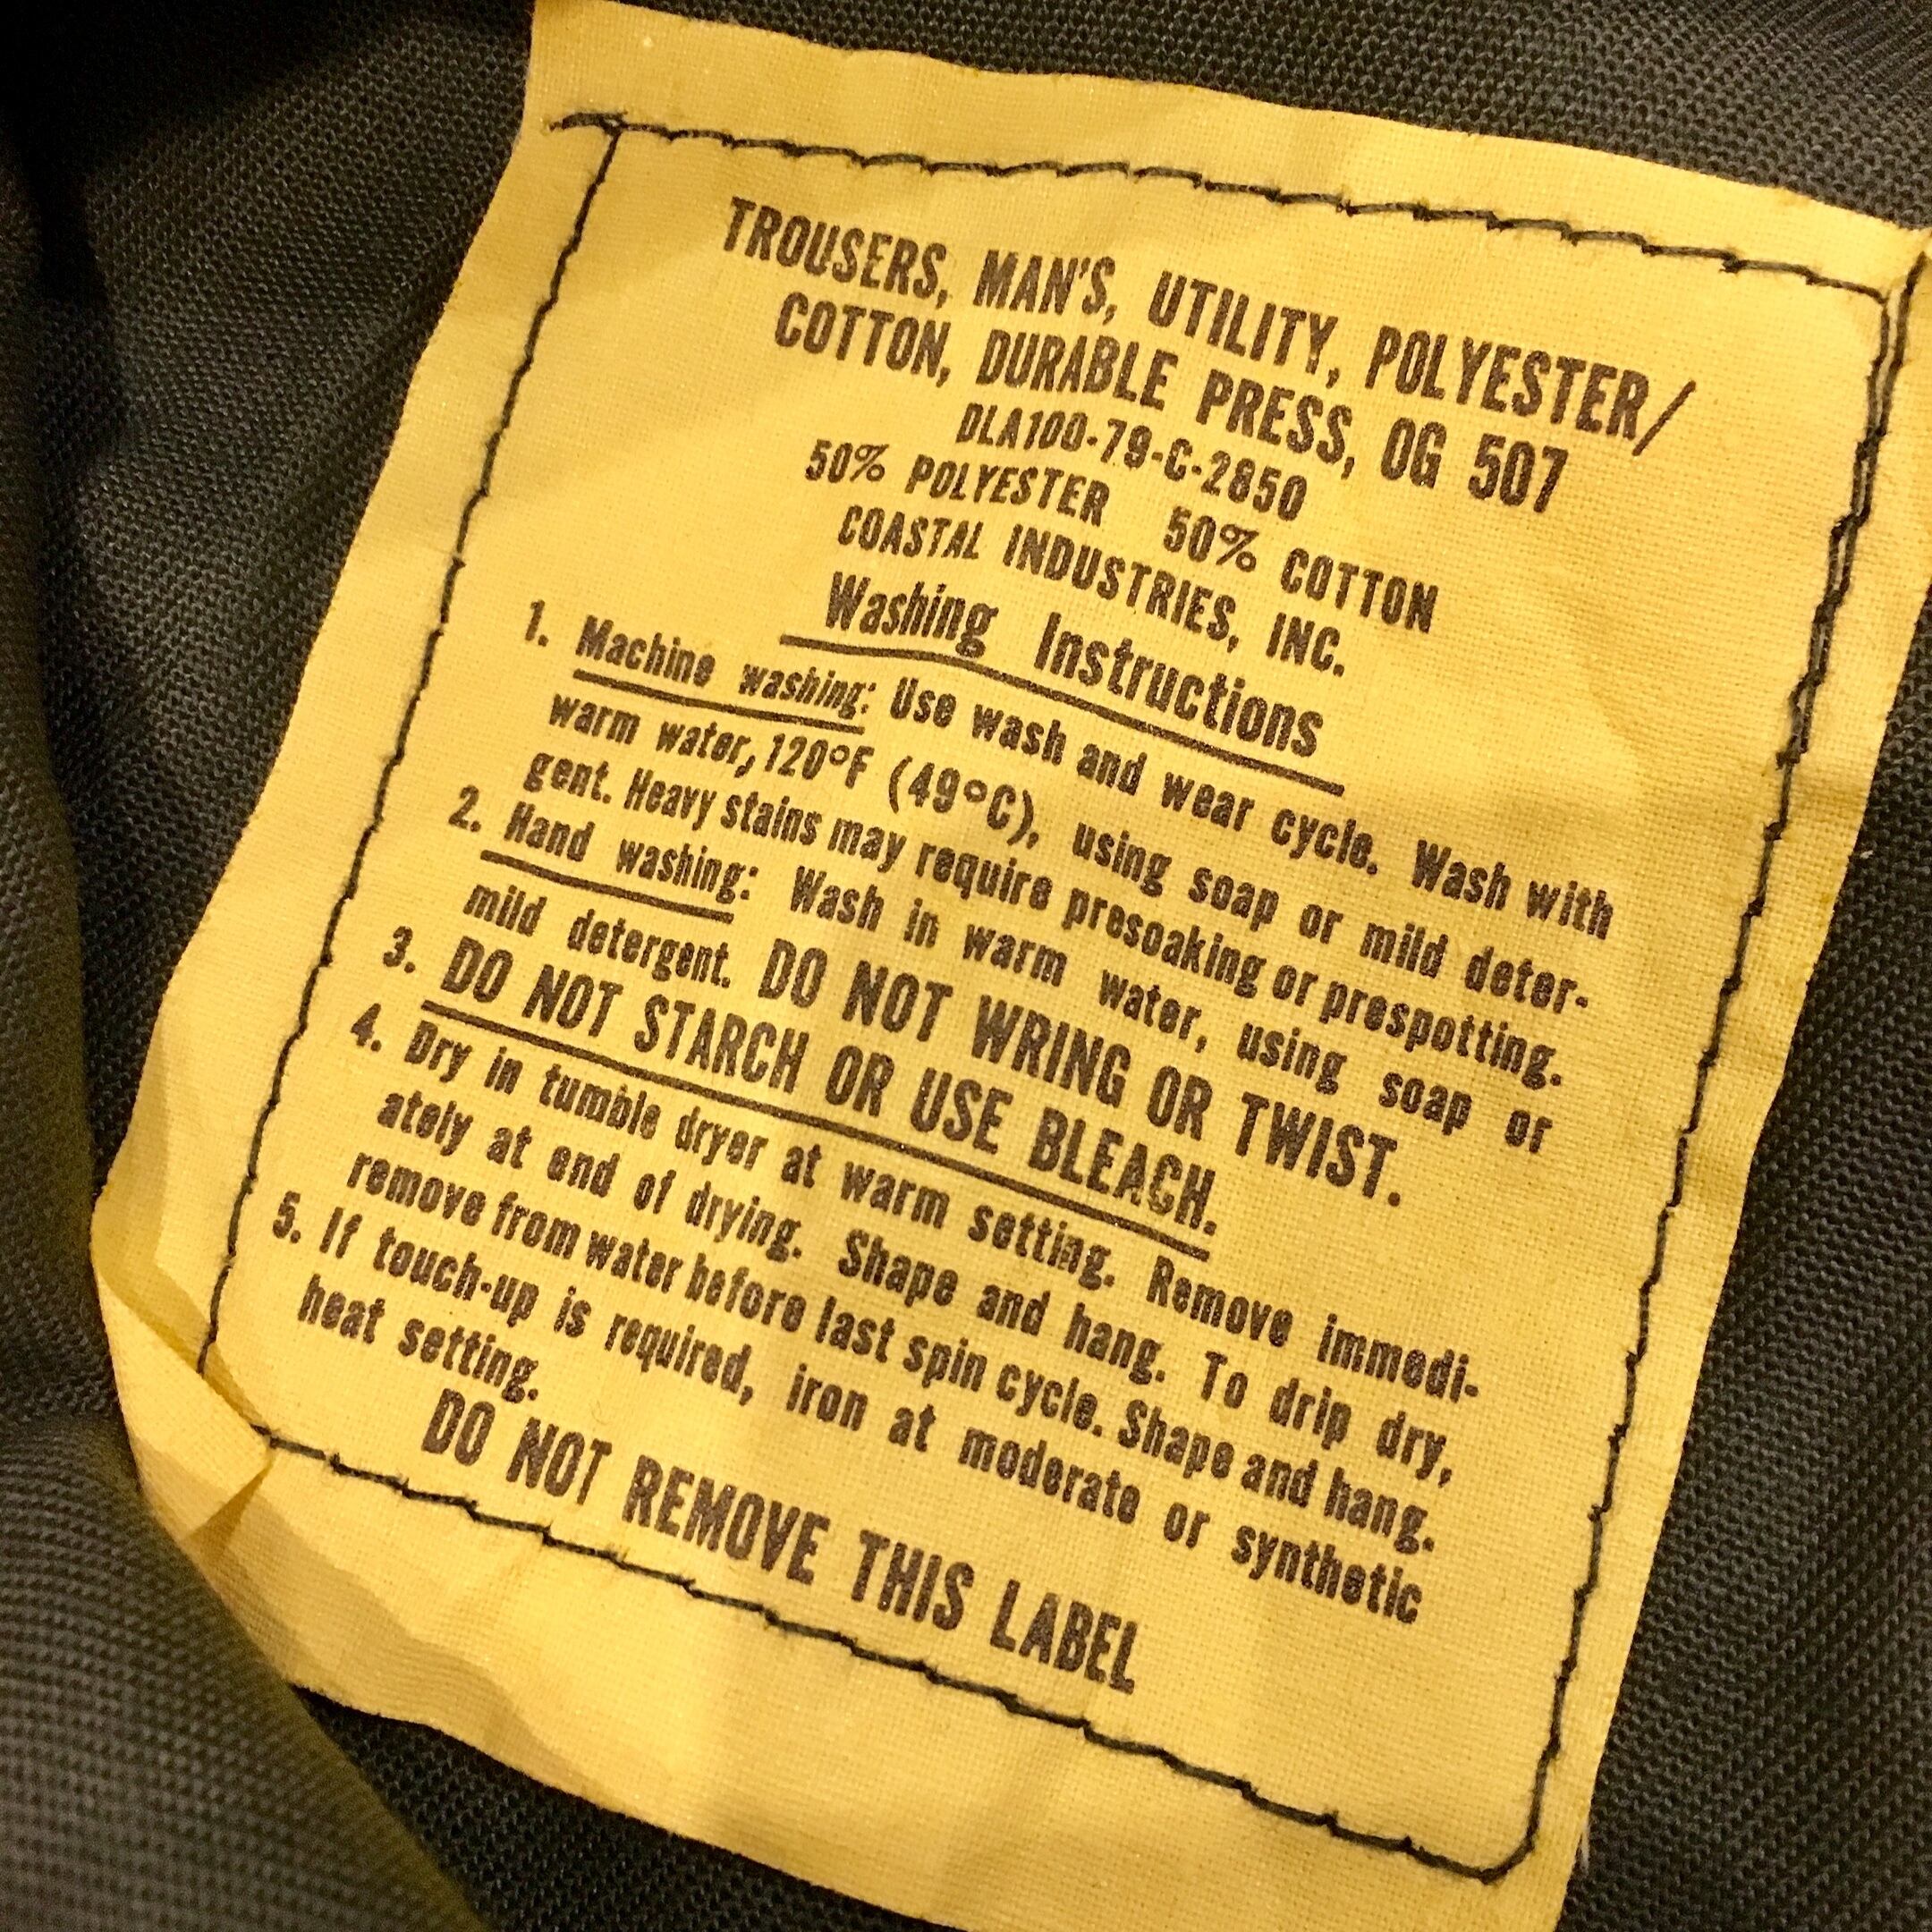 TROUSERS, MAN'S, UTILITY, POLYESTER/
COTTON, DURABLE PRESS, OG 507
DLA100-79-C-2850
50% POLYESTER 50% COTTON
COASTAL INDUSTRIES, INC.
Washing Instructions
1. Machine washing: Use wash and wear cycle. Wash with
warm water, 120°F (49°C), using soap or mild deter-
gent. Heavy stains may require presoaking or prespotting.
2. Hand washing: Wash in warm water, using soap or
mild detergent. DO NOT WRING OR TWIST.
3. DO NOT STARCH OR USE BLEACH.
4. Dry in tumble dryer at warm setting. Remove immedi-
ately at end of drying. Shape and hang. To drip dry,
remove from water before last spin cycle. Shape and hang.
5. If touch-up is required, iron at moderate or synthetic
heat setting.
DO NOT REMOVE THIS LABEL